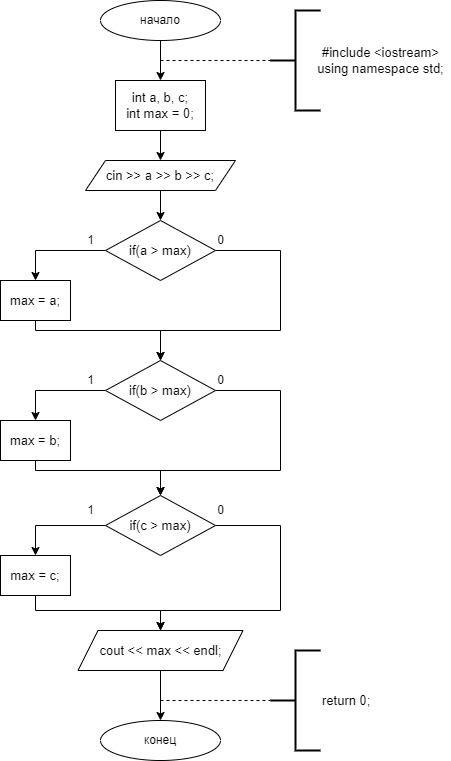 начало
#include <iostream>
using namespace std;
int a, b, c;
int max = 0;
cin >> a >> b >> c;
1
if(a > max)
0
max = a;
1
if(b > max)
0
max = b;
1
if(c > max)
0
max = c;
cout << max << endl;
return 0;
конец